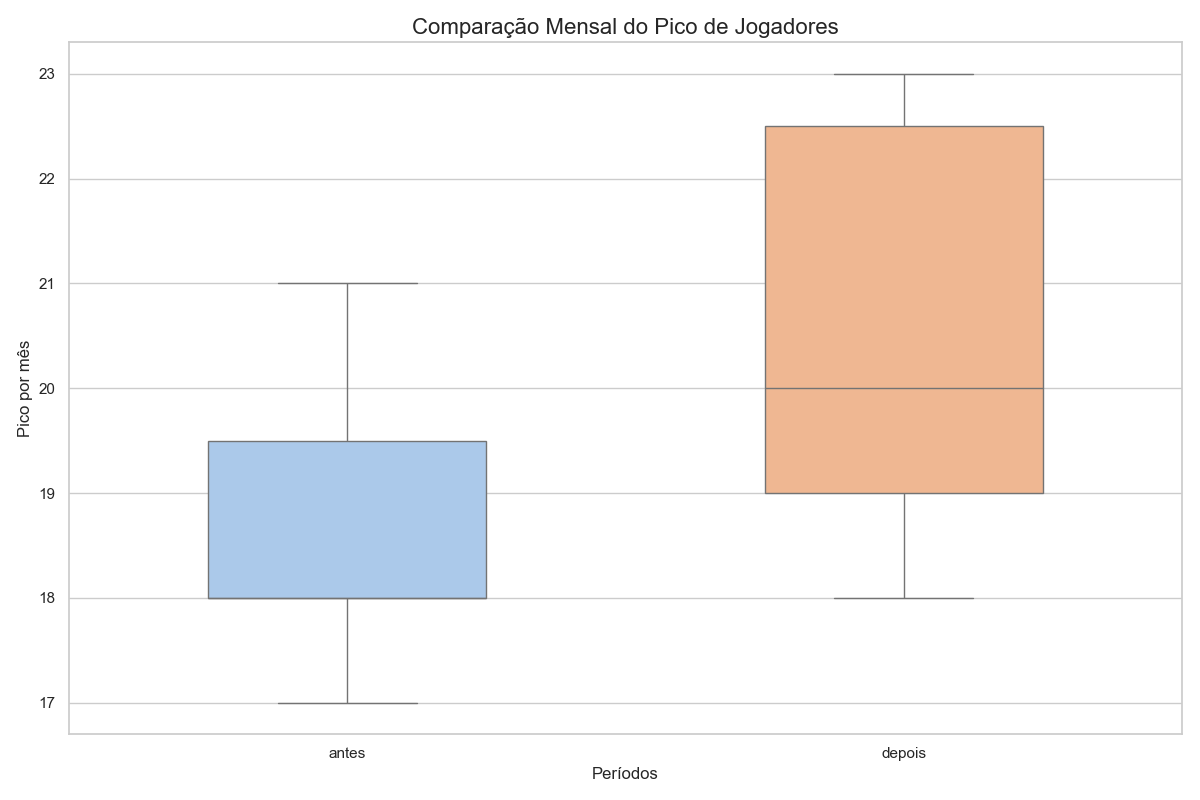 Comparação Mensal do Pico de Jogadores
23
22
21
20
19
18
17
Pico por mês
antes
depois
Períodos